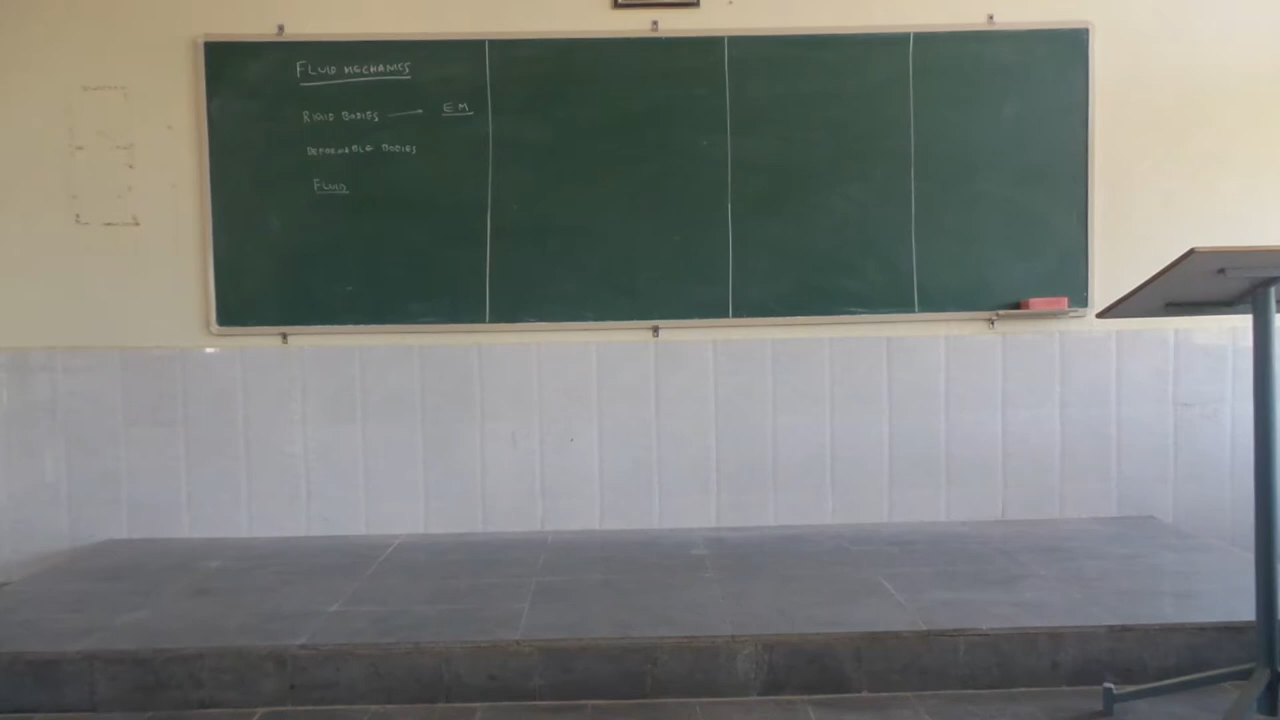 FLUID MECHANICS
RIGID BODIES → EM
DEFORMABLE BODIES
FLUID